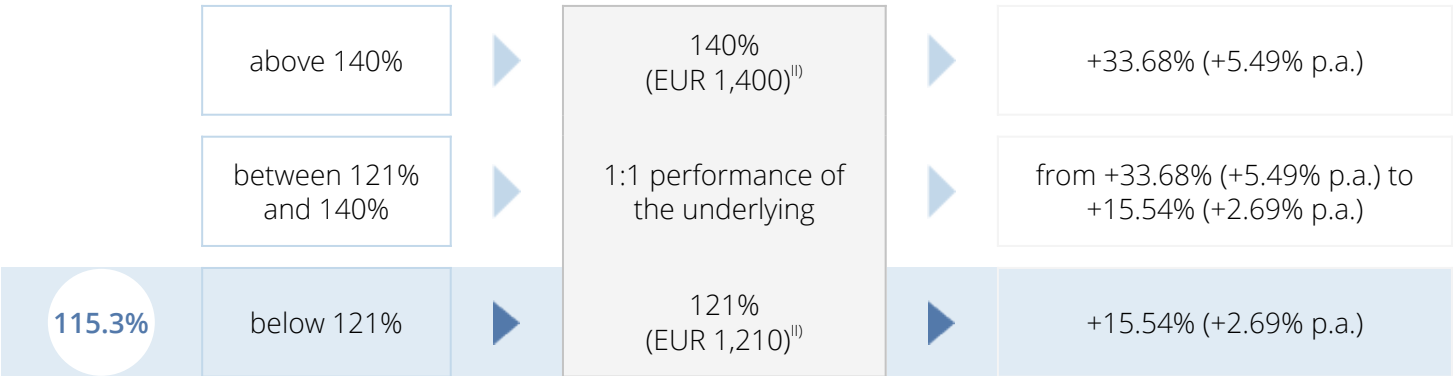 above 140%
140%
(EUR 1,400)II)
+33.68% (+5.49% p.a.)
between 121%
and 140%
1:1 performance of
the underlying
from +33.68% (+5.49% p.a.) to
+15.54% (+2.69% p.a.)
115.3%
below 121%
121%
(EUR 1,210)II)
+15.54% (+2.69% p.a.)